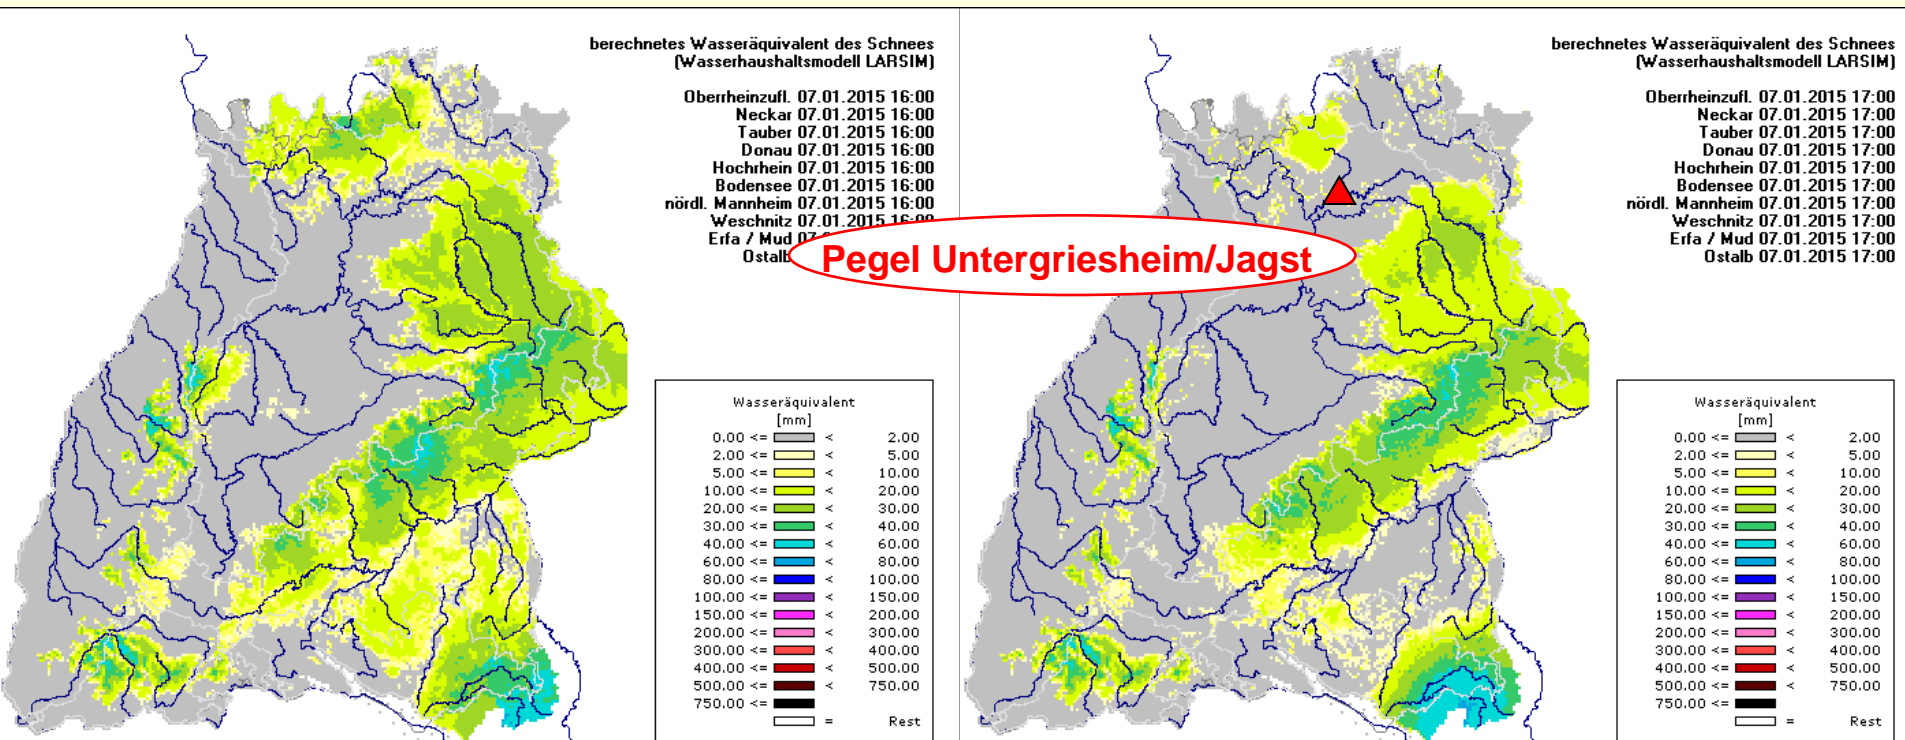 berechnetes Wasseräquivalent des Schnees
(Wasserhaushaltsmodell LARSIM)
Oberrheinzufl. 07.01.2015 16:00
Neckar 07.01.2015 16:00
Tauber 07.01.2015 16:00
Donau 07.01.2015 16:00
Hochrhein 07.01.2015 16:00
Bodensee 07.01.2015 16:00
nördl. Mannheim 07.01.2015 16:00
Weschnitz 07.01.2015 16:00
Erfa / Mud 07
Ostalb
Wasseräquivalent
[mm]
0.00 <= < 2.00
2.00 <= < 5.00
5.00 <= < 10.00
10.00 <= < 20.00
20.00 <= < 30.00
30.00 <= < 40.00
40.00 <= < 60.00
60.00 <= < 80.00
80.00 <= < 100.00
100.00 <= < 150.00
150.00 <= < 200.00
200.00 <= < 300.00
300.00 <= < 400.00
400.00 <= < 500.00
500.00 <= < 750.00
750.00 <=
= Rest
Pegel Untergriesheim/Jagst
berechnetes Wasseräquivalent des Schnees
(Wasserhaushaltsmodell LARSIM)
Oberrheinzufl. 07.01.2015 17:00
Neckar 07.01.2015 17:00
Tauber 07.01.2015 17:00
Donau 07.01.2015 17:00
Hochrhein 07.01.2015 17:00
Bodensee 07.01.2015 17:00
nördl. Mannheim 07.01.2015 17:00
Weschnitz 07.01.2015 17:00
Erfa / Mud 07.01.2015 17:00
Ostalb 07.01.2015 17:00
Wasseräquivalent
[mm]
0.00 <= < 2.00
2.00 <= < 5.00
5.00 <= < 10.00
10.00 <= < 20.00
20.00 <= < 30.00
30.00 <= < 40.00
40.00 <= < 60.00
60.00 <= < 80.00
80.00 <= < 100.00
100.00 <= < 150.00
150.00 <= < 200.00
200.00 <= < 300.00
300.00 <= < 400.00
400.00 <= < 500.00
500.00 <= < 750.00
750.00 <=
= Rest